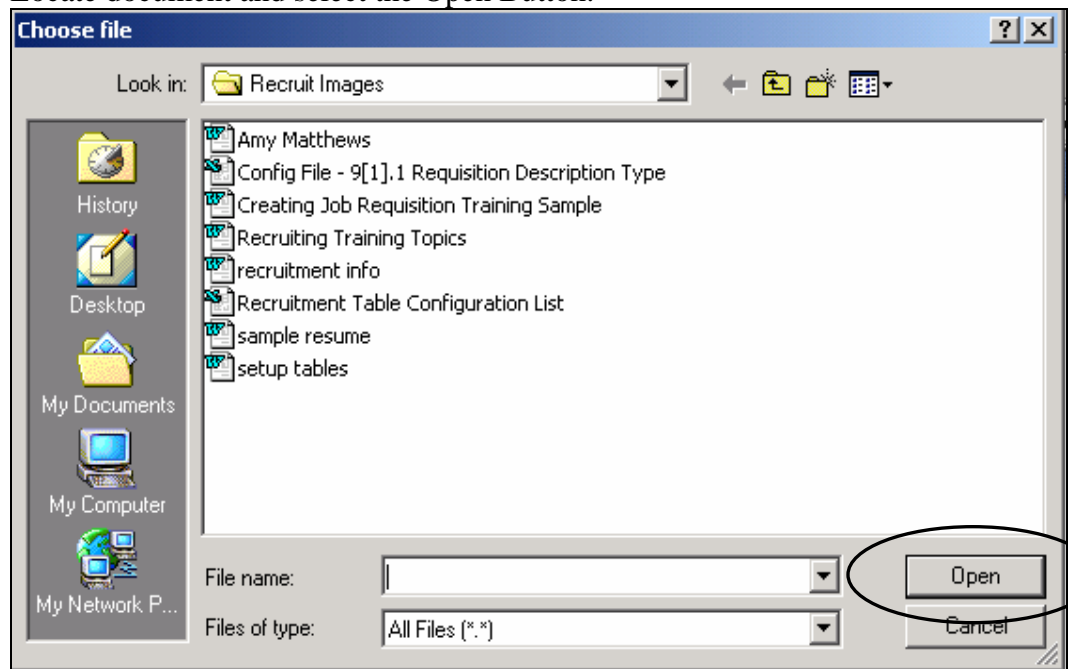 Locate document and select the Open Button.
Choose file
Look in: Recruit Images
History
Desktop
My Documents
My Computer
My Network P...
Amy Matthews
Config File - 9[1].1 Requisition Description Type
Creating Job Requisition Training Sample
Recruiting Training Topics
recruitment info
Recruitment Table Configuration List
sample resume
setup tables
File name: Open
Files of type: All Files (*.*) Cancel